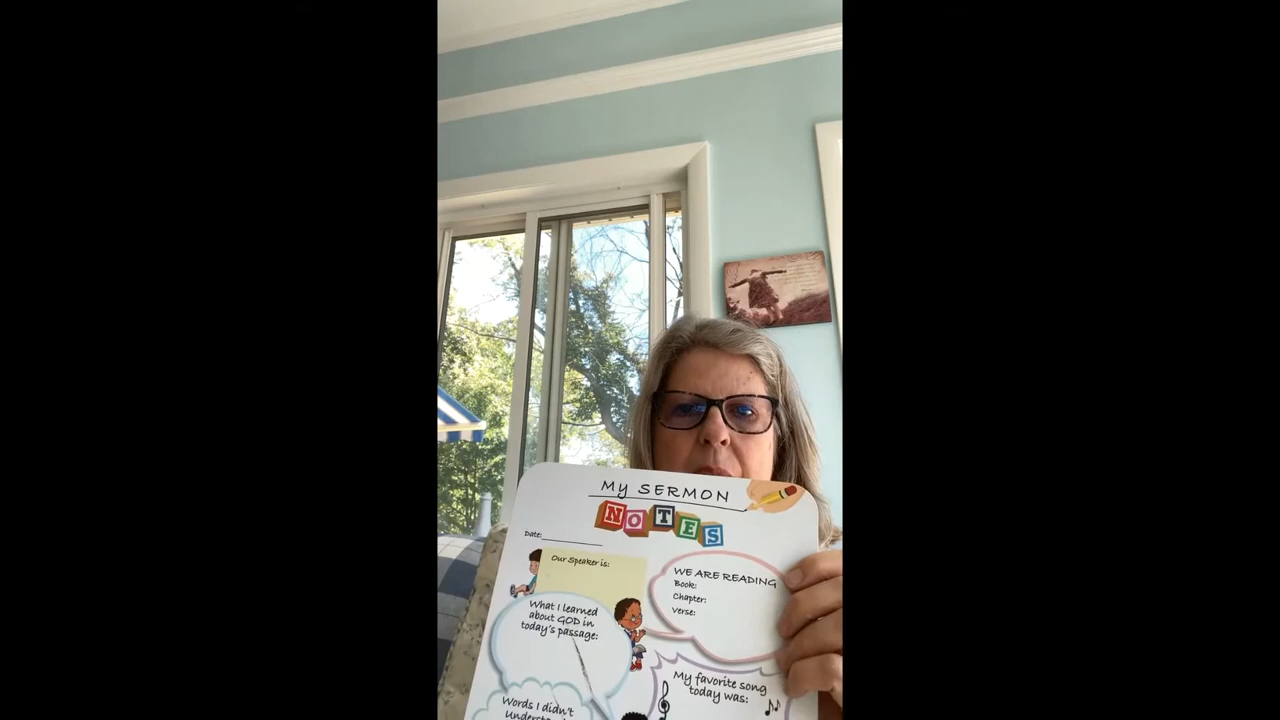 My SERMON
NOTES
Date:
Our Speaker is:
WE ARE READING
Book:
Chapter:
Verse:
What I learned
about GOD in
today's passage:
My favorite song
today was:
Words I didn't